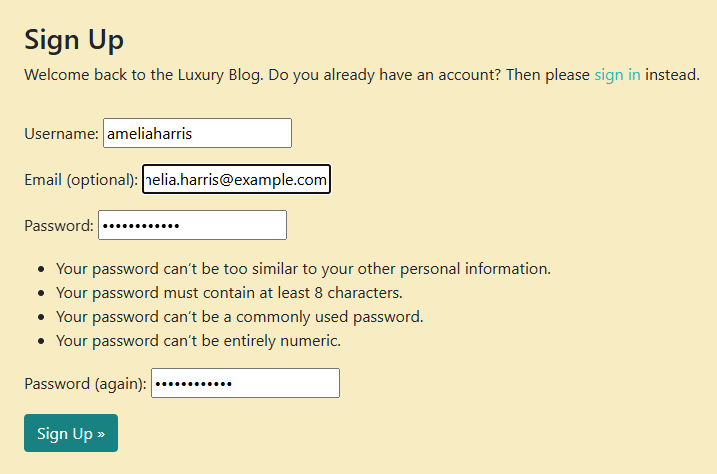 Sign Up
Welcome back to the Luxury Blog. Do you already have an account? Then please sign in instead.
Username: ameliaharris
Email (optional): helia.harris@example.com
Password: ••••••••••••
• Your password can't be too similar to your other personal information.
• Your password must contain at least 8 characters.
• Your password can't be a commonly used password.
• Your password can't be entirely numeric.
Password (again): ••••••••••••
Sign Up »